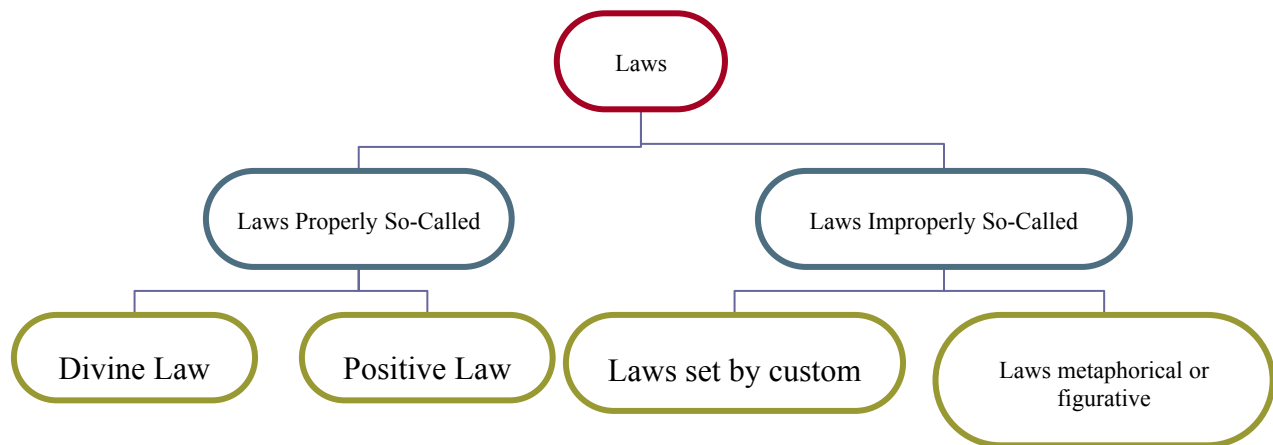 Laws
Laws Properly So-Called
Laws Improperly So-Called
Divine Law
Positive Law
Laws set by custom
Laws metaphorical or
figurative